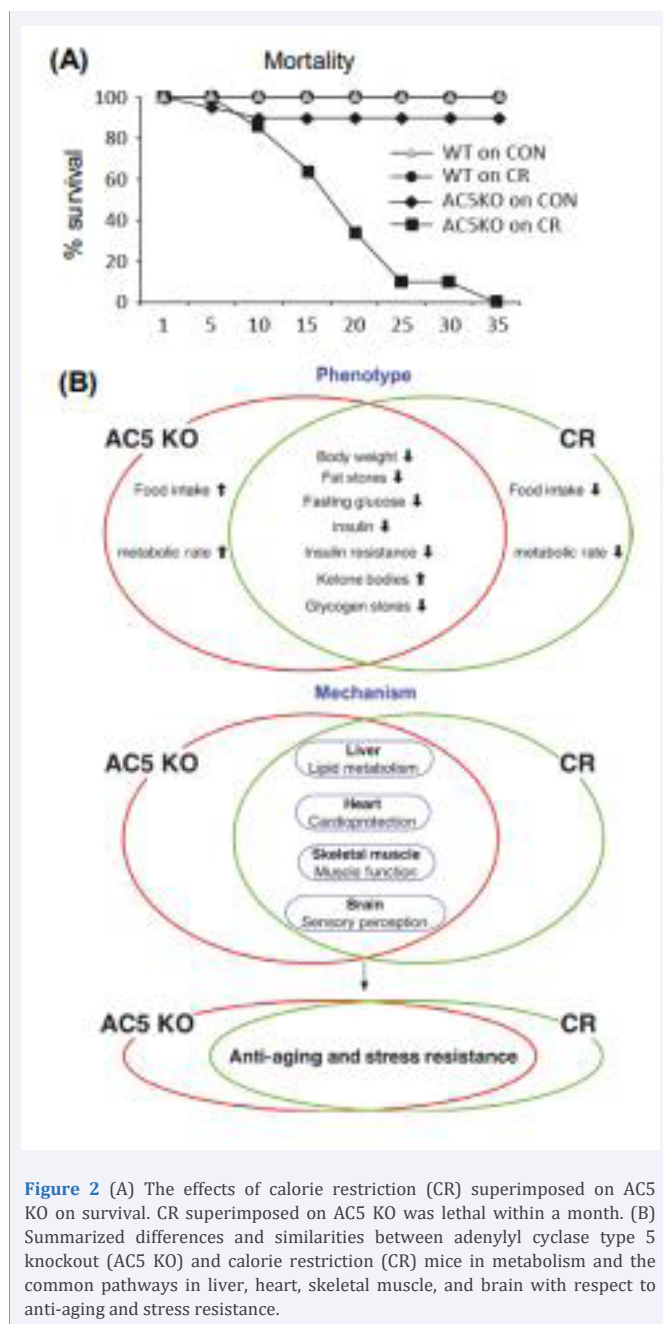 (A)
Mortality
% survival
100
80
60
40
20
0
1 5 10 15 20 25 30 35
WT on CON
WT on CR
AC5KO on CON
AC5KO on CR
(B)
Phenotype
AC5 KO
CR
Food intake ⬆
metabolic rate ⬆
Body weight ⬇
Fat stores ⬇
Fasting glucose ⬇
insulin ⬇
Insulin resistance ⬇
Ketone bodies ⬆
Glycogen stores ⬇
Food intake ⬇
metabolic rate ⬇
Mechanism
AC5 KO
CR
Liver
Lipid metabolism
Heart
Cardioprotection
Skeletal muscle
Muscle function
Brain
Sensory perception
AC5 KO
CR
Anti-aging and stress resistance
Figure 2 (A) The effects of calorie restriction (CR) superimposed on AC5
KO on survival. CR superimposed on AC5 KO was lethal within a month. (B)
Summarized differences and similarities between adenylyl cyclase type 5
knockout (AC5 KO) and calorie restriction (CR) mice in metabolism and the
common pathways in liver, heart, skeletal muscle, and brain with respect to
anti-aging and stress resistance.